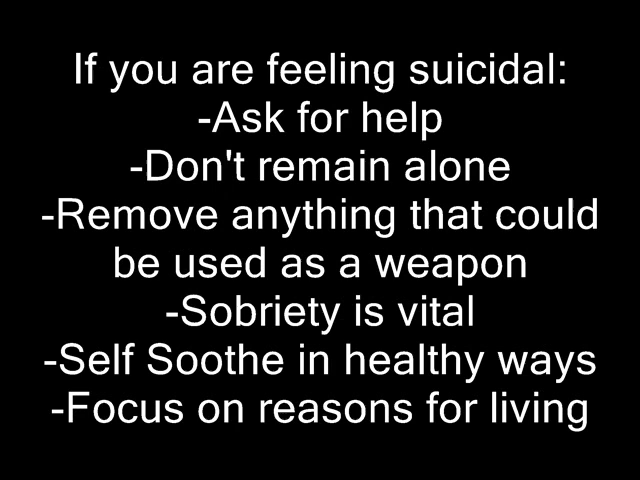 If you are feeling suicidal:
-Ask for help
-Don't remain alone
-Remove anything that could
be used as a weapon
-Sobriety is vital
-Self Soothe in healthy ways
-Focus on reasons for living